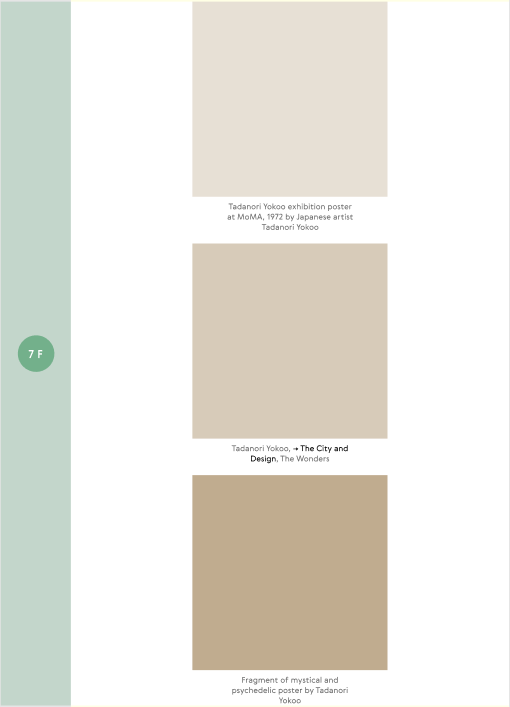 Tadanori Yokoo exhibition poster
at MoMA, 1972 by Japanese artist
Tadanori Yokoo
7 F
Tadanori Yokoo, → The City and
Design, The Wonders
Fragment of mystical and
psychedelic poster by Tadanori
Yokoo